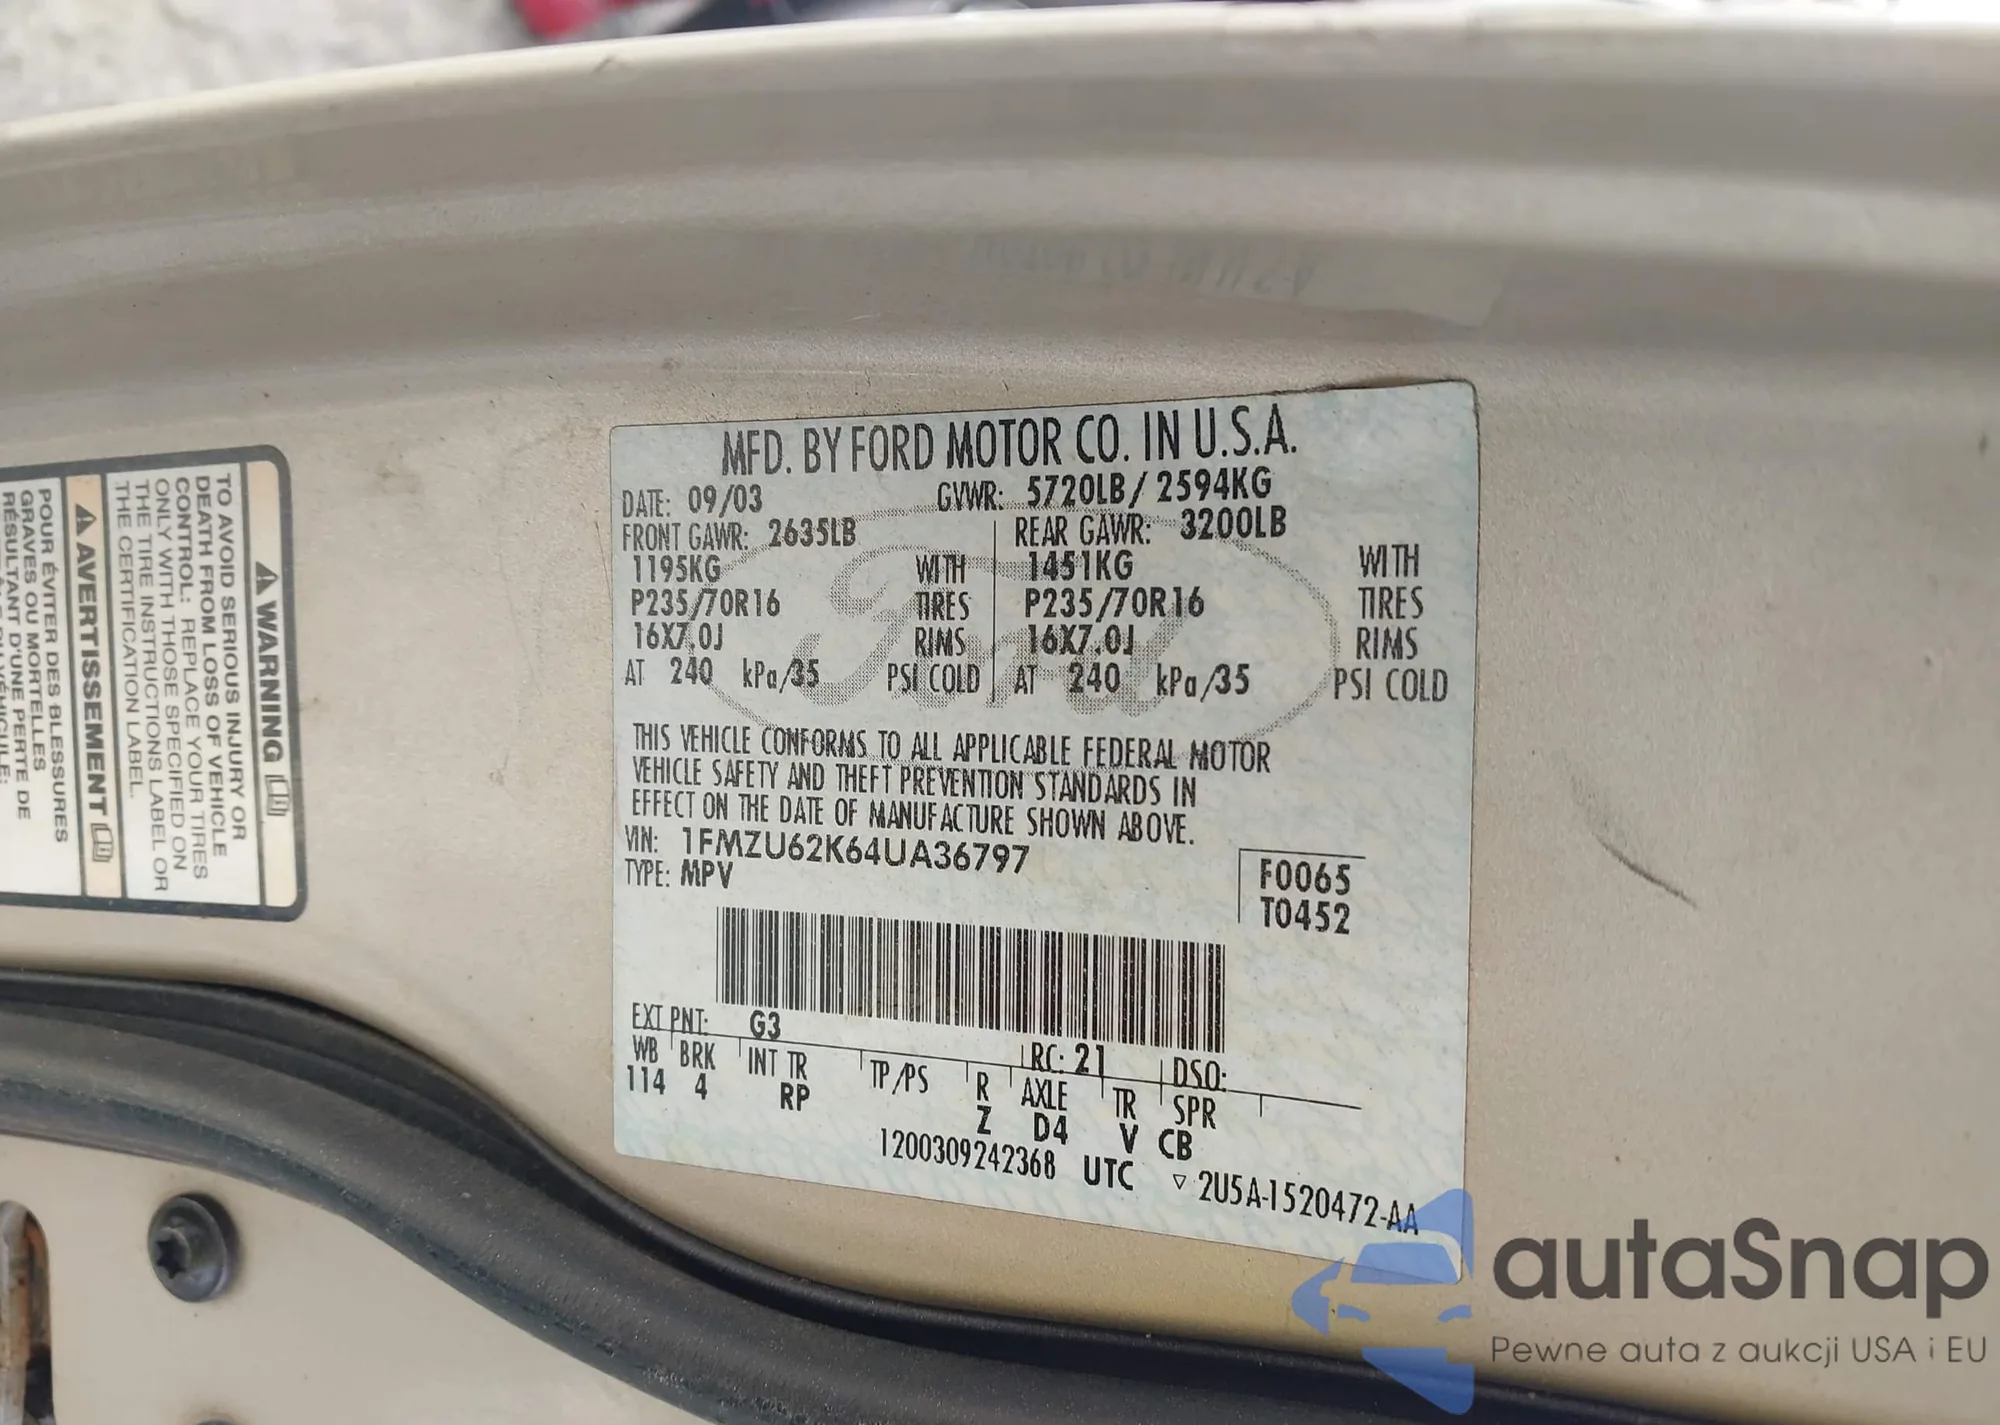 MFD. BY FORD MOTOR CO. IN U.S.A.
DATE: 09/03 GVWR: 5720LB / 2594KG
FRONT GAWR: 2635LB REAR GAWR: 3200LB
1195KG WITH 1451KG WITH
P235/70R16 TIRES P235/70R16 TIRES
16X7.0J RIMS 16X7.0J RIMS
AT 240 kPa/35 PSI COLD AT 240 kPa/35 PSI COLD
Ford
THIS VEHICLE CONFORMS TO ALL APPLICABLE FEDERAL MOTOR
VEHICLE SAFETY AND THEFT PREVENTION STANDARDS IN
EFFECT ON THE DATE OF MANUFACTURE SHOWN ABOVE.
VIN: 1FMZU62K64UA36797
TYPE: MPV
F0065
T0452
EXT PNT: G3 RC: 21 DSO:
WB BRK INT TR TP/PS R AXLE TR SPR
114 4 RP Z D4 V CB
1200309242368 UTC ▽ 2U5A-1520472-AA
⚠ WARNING
TO AVOID SERIOUS INJURY OR
DEATH FROM LOSS OF VEHICLE
CONTROL: REPLACE YOUR TIRES
ONLY WITH THOSE SPECIFIED ON
THE TIRE INSTRUCTIONS LABEL OR
THE CERTIFICATION LABEL.
⚠ AVERTISSEMENT
POUR ÉVITER DES BLESSURES
GRAVES OU MORTELLES
RÉSULTANT D'UNE PERTE DE
autaSnap
Pewne auta z aukcji USA i EU